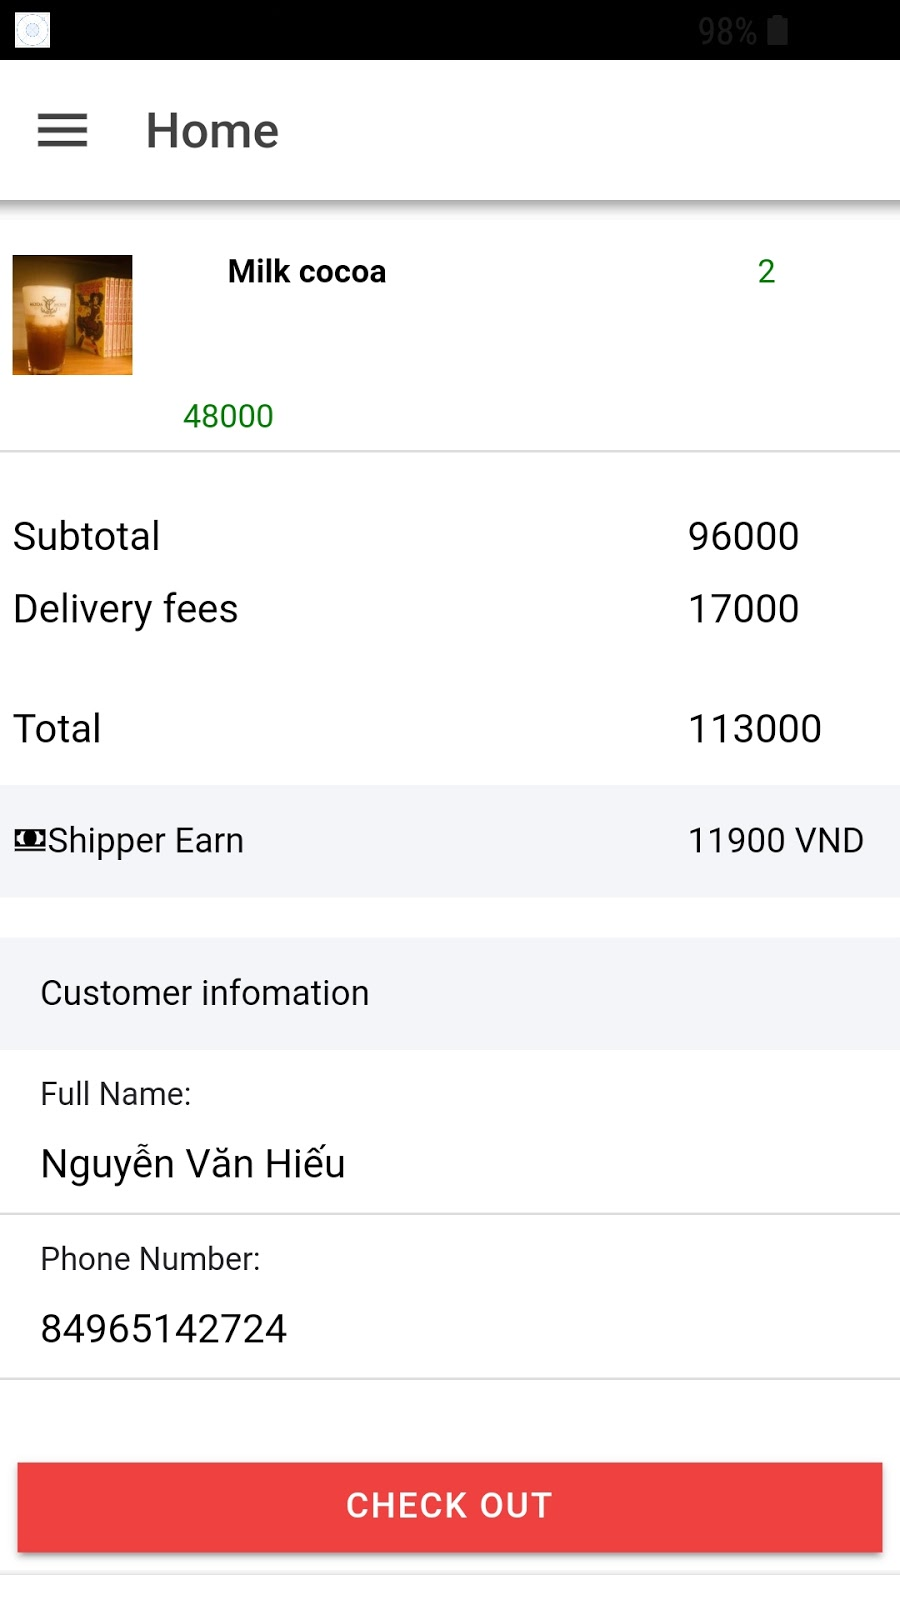 98%
Home
Milk cocoa 2
48000
Subtotal 96000
Delivery fees 17000
Total 113000
Shipper Earn 11900 VND
Customer infomation
Full Name:
Nguyễn Văn Hiếu
Phone Number:
84965142724
CHECK OUT